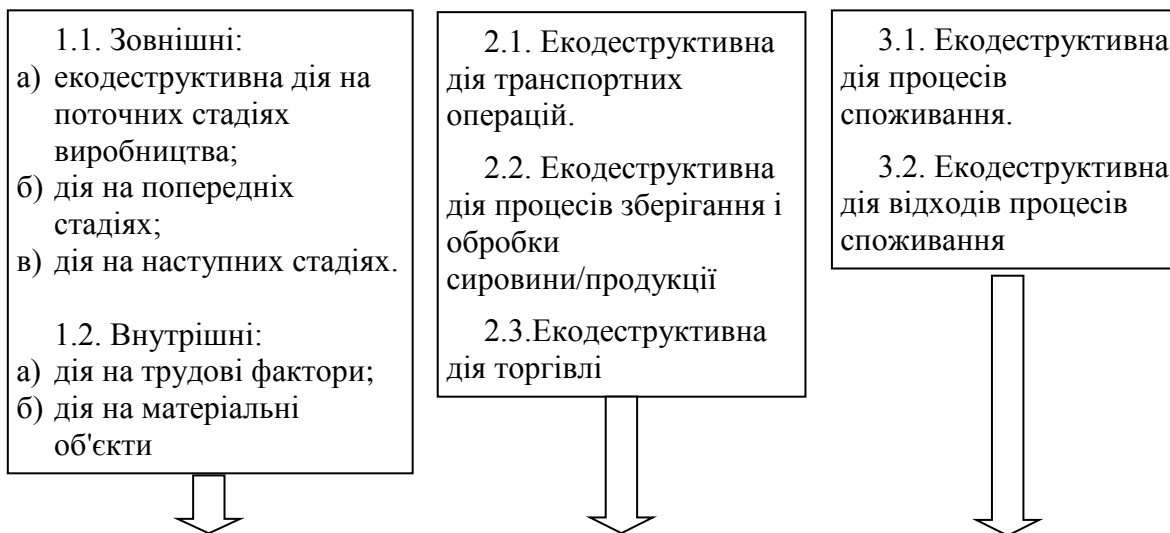 1.1. Зовнішні:
а) екодеструктивна дія на
поточних стадіях
виробництва;
б) дія на попередніх
стадіях;
в) дія на наступних стадіях.
1.2. Внутрішні:
а) дія на трудові фактори;
б) дія на матеріальні
об'єкти
2.1. Екодеструктивна
дія транспортних
операцій.
2.2. Екодеструктивна
дія процесів зберігання і
обробки
сировини/продукції
2.3.Екодеструктивна
дія торгівлі
3.1. Екодеструктивна
дія процесів
споживання.
3.2. Екодеструктивна
дія відходів процесів
споживання